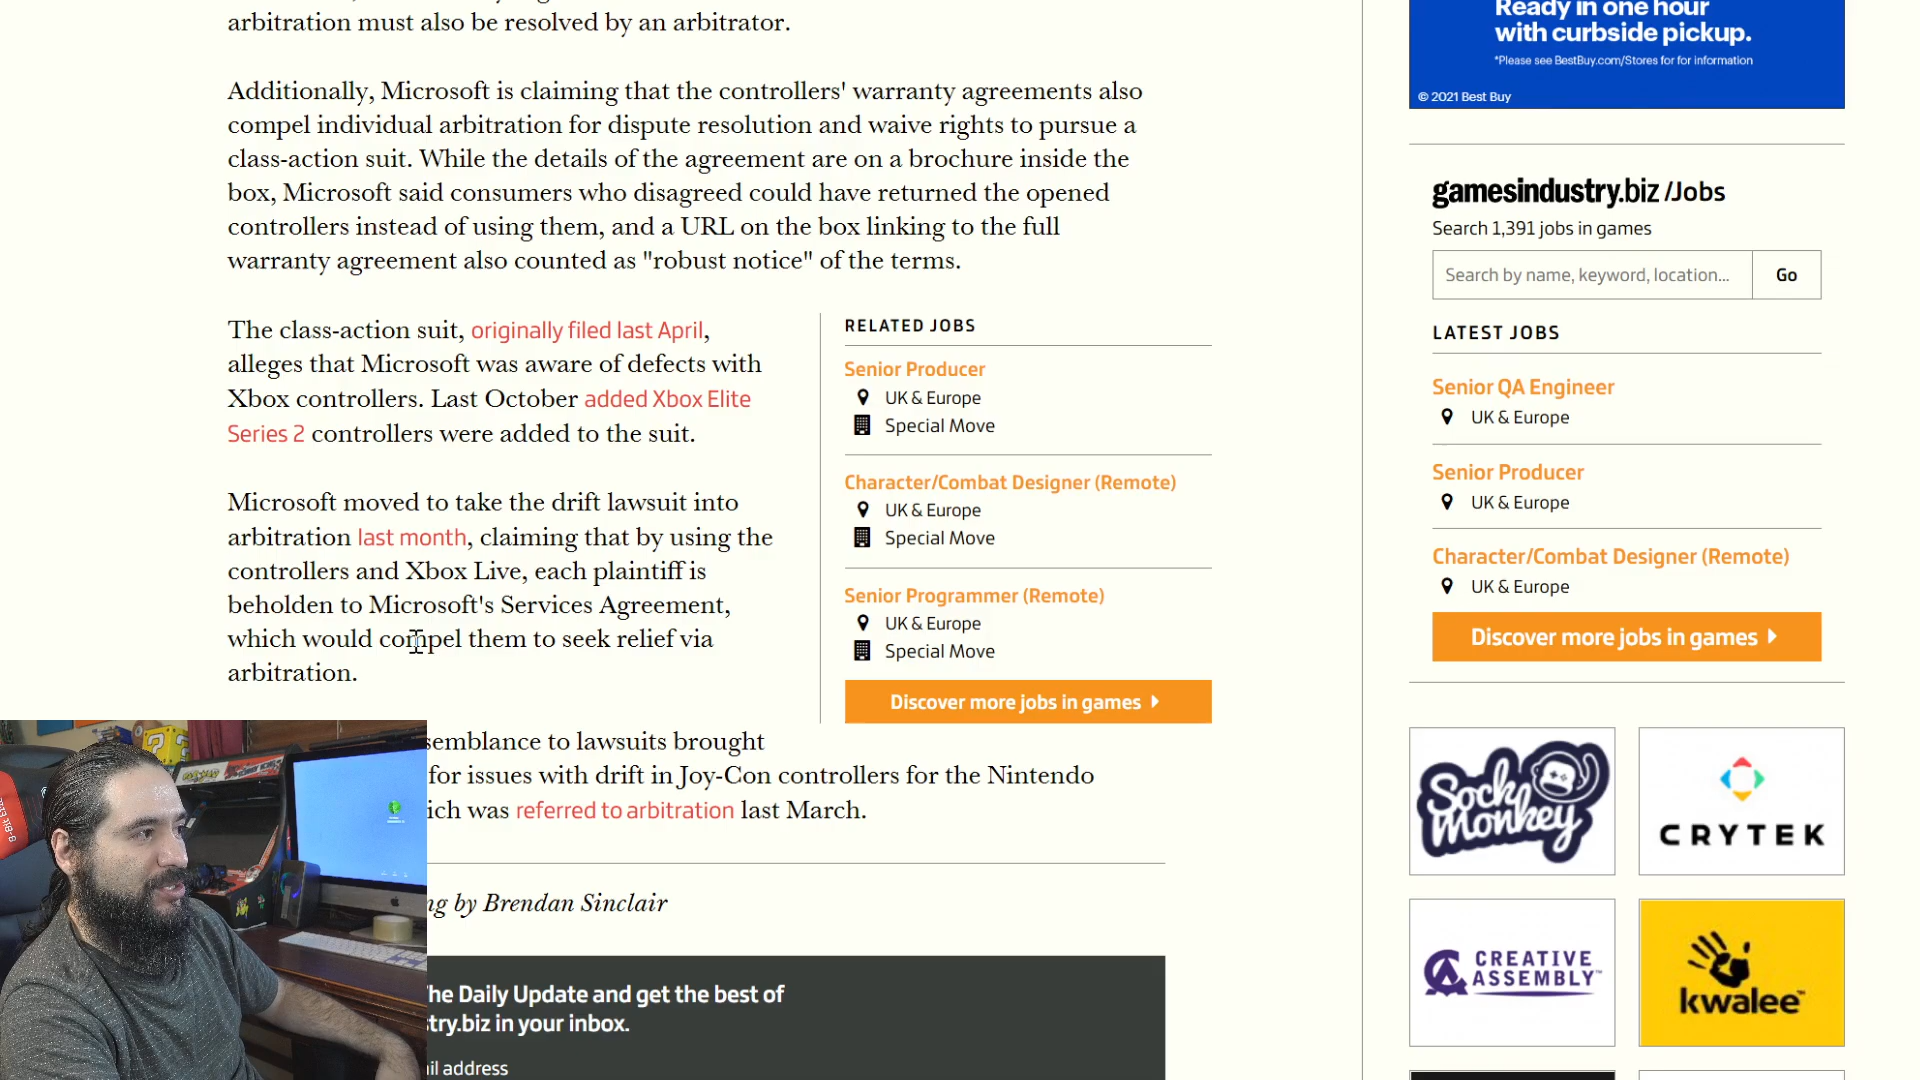 arbitration must also be resolved by an arbitrator.
Additionally, Microsoft is claiming that the controllers' warranty agreements also
compel individual arbitration for dispute resolution and waive rights to pursue a
class-action suit. While the details of the agreement are on a brochure inside the
box, Microsoft said consumers who disagreed could have returned the opened
controllers instead of using them, and a URL on the box linking to the full
warranty agreement also counted as "robust notice" of the terms.
The class-action suit, originally filed last April,
alleges that Microsoft was aware of defects with
Xbox controllers. Last October added Xbox Elite
Series 2 controllers were added to the suit.
Microsoft moved to take the drift lawsuit into
arbitration last month, claiming that by using the
controllers and Xbox Live, each plaintiff is
beholden to Microsoft's Services Agreement,
which would compel them to seek relief via
arbitration.
semblance to lawsuits brought
for issues with drift in Joy-Con controllers for the Nintendo
ich was referred to arbitration last March.
ng by Brendan Sinclair
he Daily Update and get the best of
try.biz in your inbox.
il address
RELATED JOBS
Senior Producer
UK & Europe
Special Move
Character/Combat Designer (Remote)
UK & Europe
Special Move
Senior Programmer (Remote)
UK & Europe
Special Move
Discover more jobs in games
Ready in one hour
with curbside pickup.
*Please see BestBuy.com/Stores for for information
© 2021 Best Buy
gamesindustry.biz /Jobs
Search 1,391 jobs in games
Search by name, keyword, location...
Go
LATEST JOBS
Senior QA Engineer
UK & Europe
Senior Producer
UK & Europe
Character/Combat Designer (Remote)
UK & Europe
Discover more jobs in games
Sock
Monkey
CRYTEK
CREATIVE
ASSEMBLY™
kwalee™